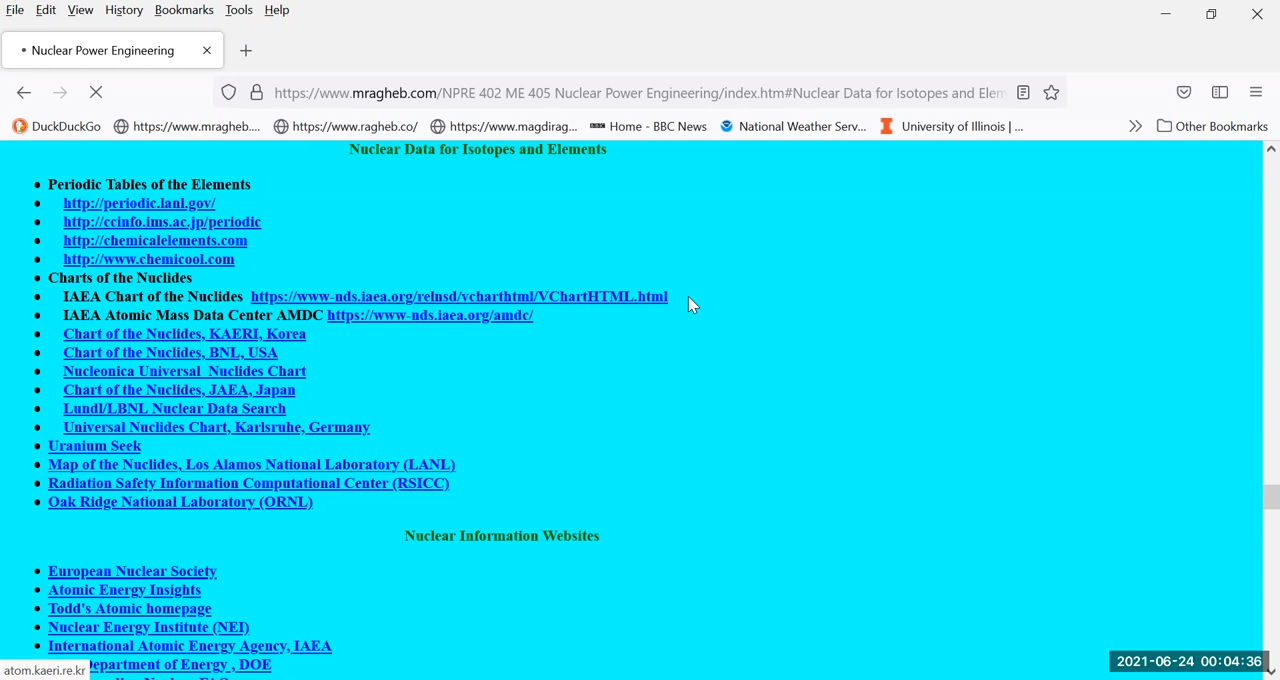 File Edit View History Bookmarks Tools Help
Nuclear Power Engineering
https://www.mragheb.com/NPRE 402 ME 405 Nuclear Power Engineering/index.htm#Nuclear Data for Isotopes and Elem
DuckDuckGo https://www.mragheb.... https://www.ragheb.co/ https://www.magdirag... Home - BBC News National Weather Serv... University of Illinois | ... Other Bookmarks
Nuclear Data for Isotopes and Elements
• Periodic Tables of the Elements
• http://periodic.lanl.gov/
• http://ccinfo.ims.ac.jp/periodic
• http://chemicalelements.com
• http://www.chemicool.com
• Charts of the Nuclides
• IAEA Chart of the Nuclides https://www-nds.iaea.org/relnsd/vcharthtml/VChartHTML.html
• IAEA Atomic Mass Data Center AMDC https://www-nds.iaea.org/amdc/
• Chart of the Nuclides, KAERI, Korea
• Chart of the Nuclides, BNL, USA
• Nucleonica Universal Nuclides Chart
• Chart of the Nuclides, JAEA, Japan
• Lundl/LBNL Nuclear Data Search
• Universal Nuclides Chart, Karlsruhe, Germany
• Uranium Seek
• Map of the Nuclides, Los Alamos National Laboratory (LANL)
• Radiation Safety Information Computational Center (RSICC)
• Oak Ridge National Laboratory (ORNL)
Nuclear Information Websites
• European Nuclear Society
• Atomic Energy Insights
• Todd's Atomic homepage
• Nuclear Energy Institute (NEI)
• International Atomic Energy Agency, IAEA
Department of Energy , DOE
atom.kaeri.re.kr
2021-06-24 00:04:36